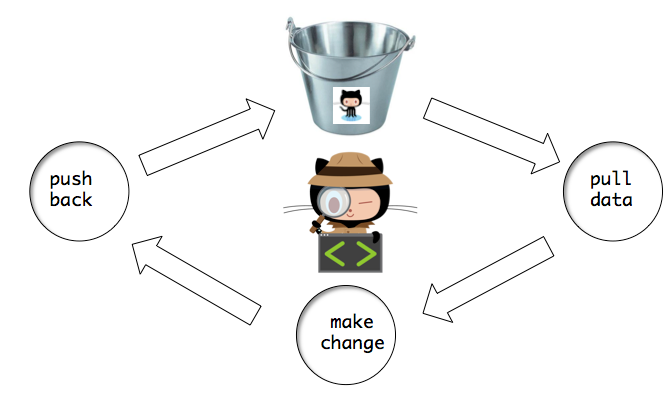 push
back
pull
data
< >
make
change